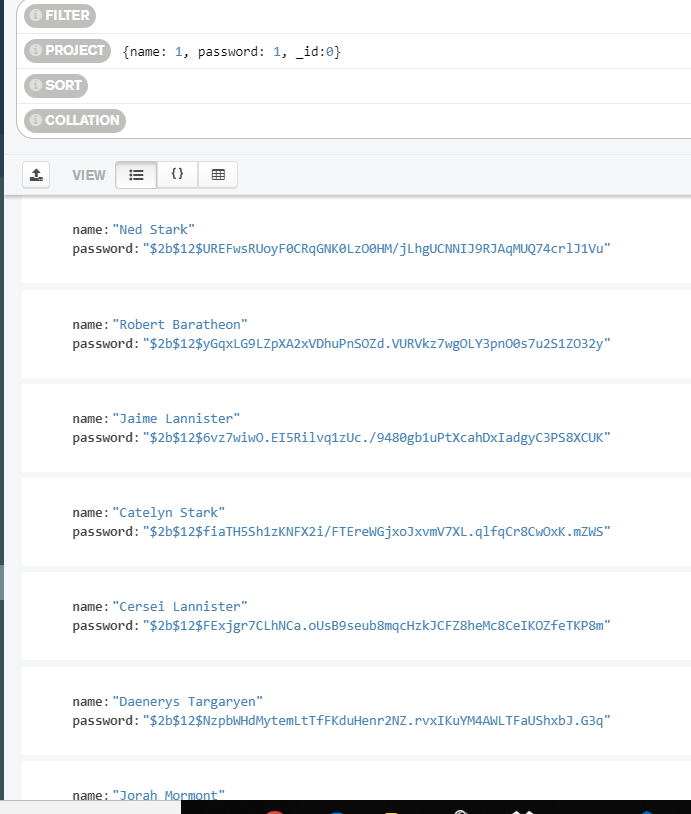 FILTER
PROJECT {name: 1, password: 1, _id:0}
SORT
COLLATION
VIEW {}
name: "Ned Stark"
password: "$2b$12$UREFwsRUoyF0CRqGNK0LzO0HM/jLhgUCNNIJ9RJAqMUQ74crlJ1Vu"
name: "Robert Baratheon"
password: "$2b$12$yGqxLG9LZpXA2xVDhuPnSOZd.VURVkz7wgOLY3pnO0s7u2S1ZO32y"
name: "Jaime Lannister"
password: "$2b$12$6vz7wiwO.EI5Rilvq1zUc./9480gb1uPtXcahDxIadgyC3PS8XCUK"
name: "Catelyn Stark"
password: "$2b$12$fiaTH5Sh1zKNFX2i/FTEreWGjxoJxvmV7XL.qlfqCr8CwOxK.mZWS"
name: "Cersei Lannister"
password: "$2b$12$FExjgr7CLhNCa.oUsB9seub8mqcHzkJCFZ8heMc8CeIKOZfeTKP8m"
name: "Daenerys Targaryen"
password: "$2b$12$NzpbWHdMytemLtTfFKduHenr2NZ.rvxIKuYM4AWLTFaUShxbJ.G3q"
name: "Jorah Mormont"